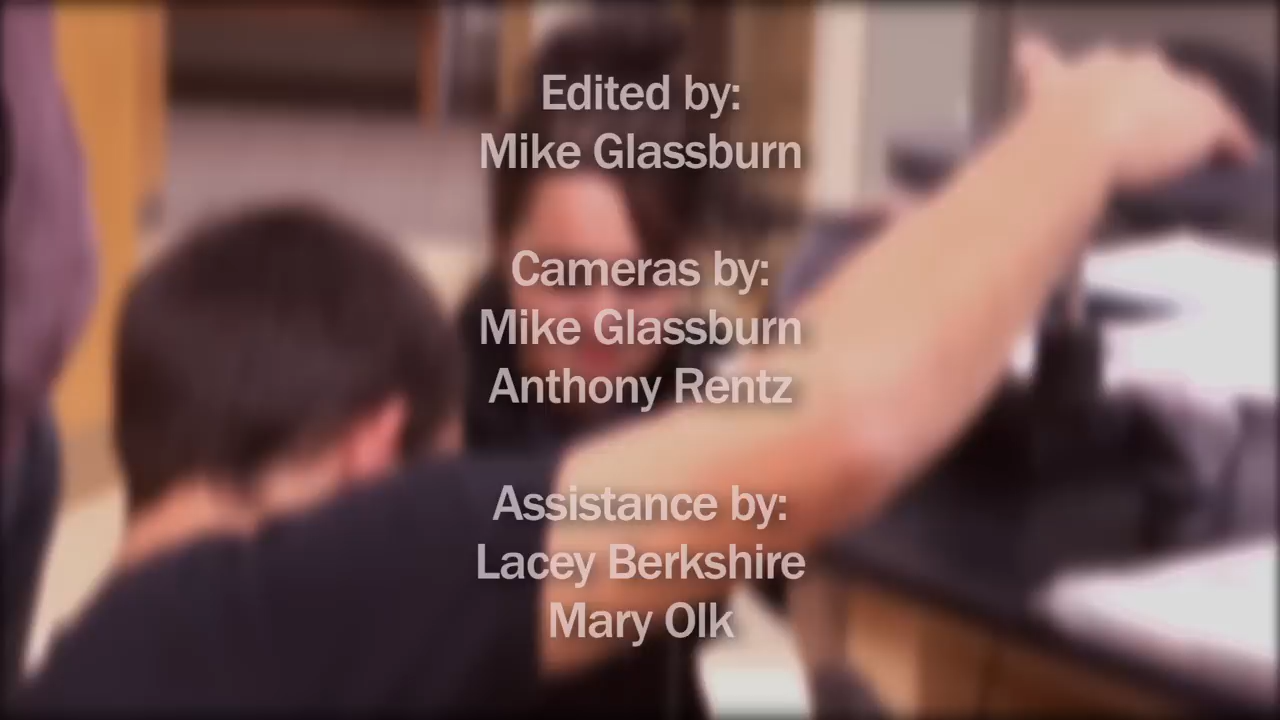 Edited by:
Mike Glassburn
Cameras by:
Mike Glassburn
Anthony Rentz
Assistance by:
Lacey Berkshire
Mary Olk